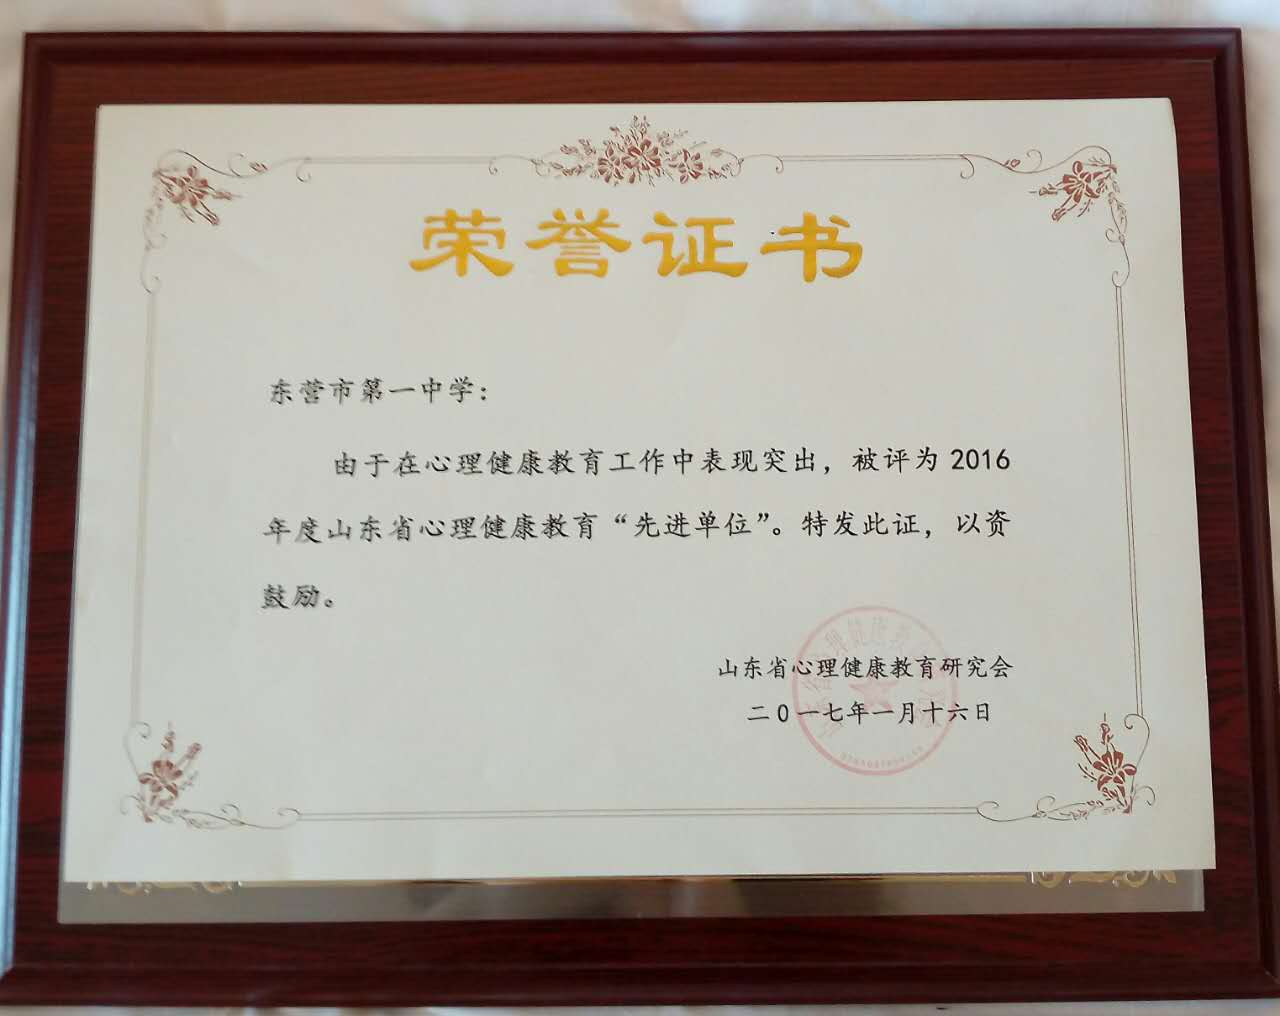 荣誉证书
东营市第一中学：
由于在心理健康教育工作中表现突出，被评为2016
年度山东省心理健康教育“先进单位”。特发此证，以资
鼓励。
山东省心理健康教育研究会
二0一七年一月十六日